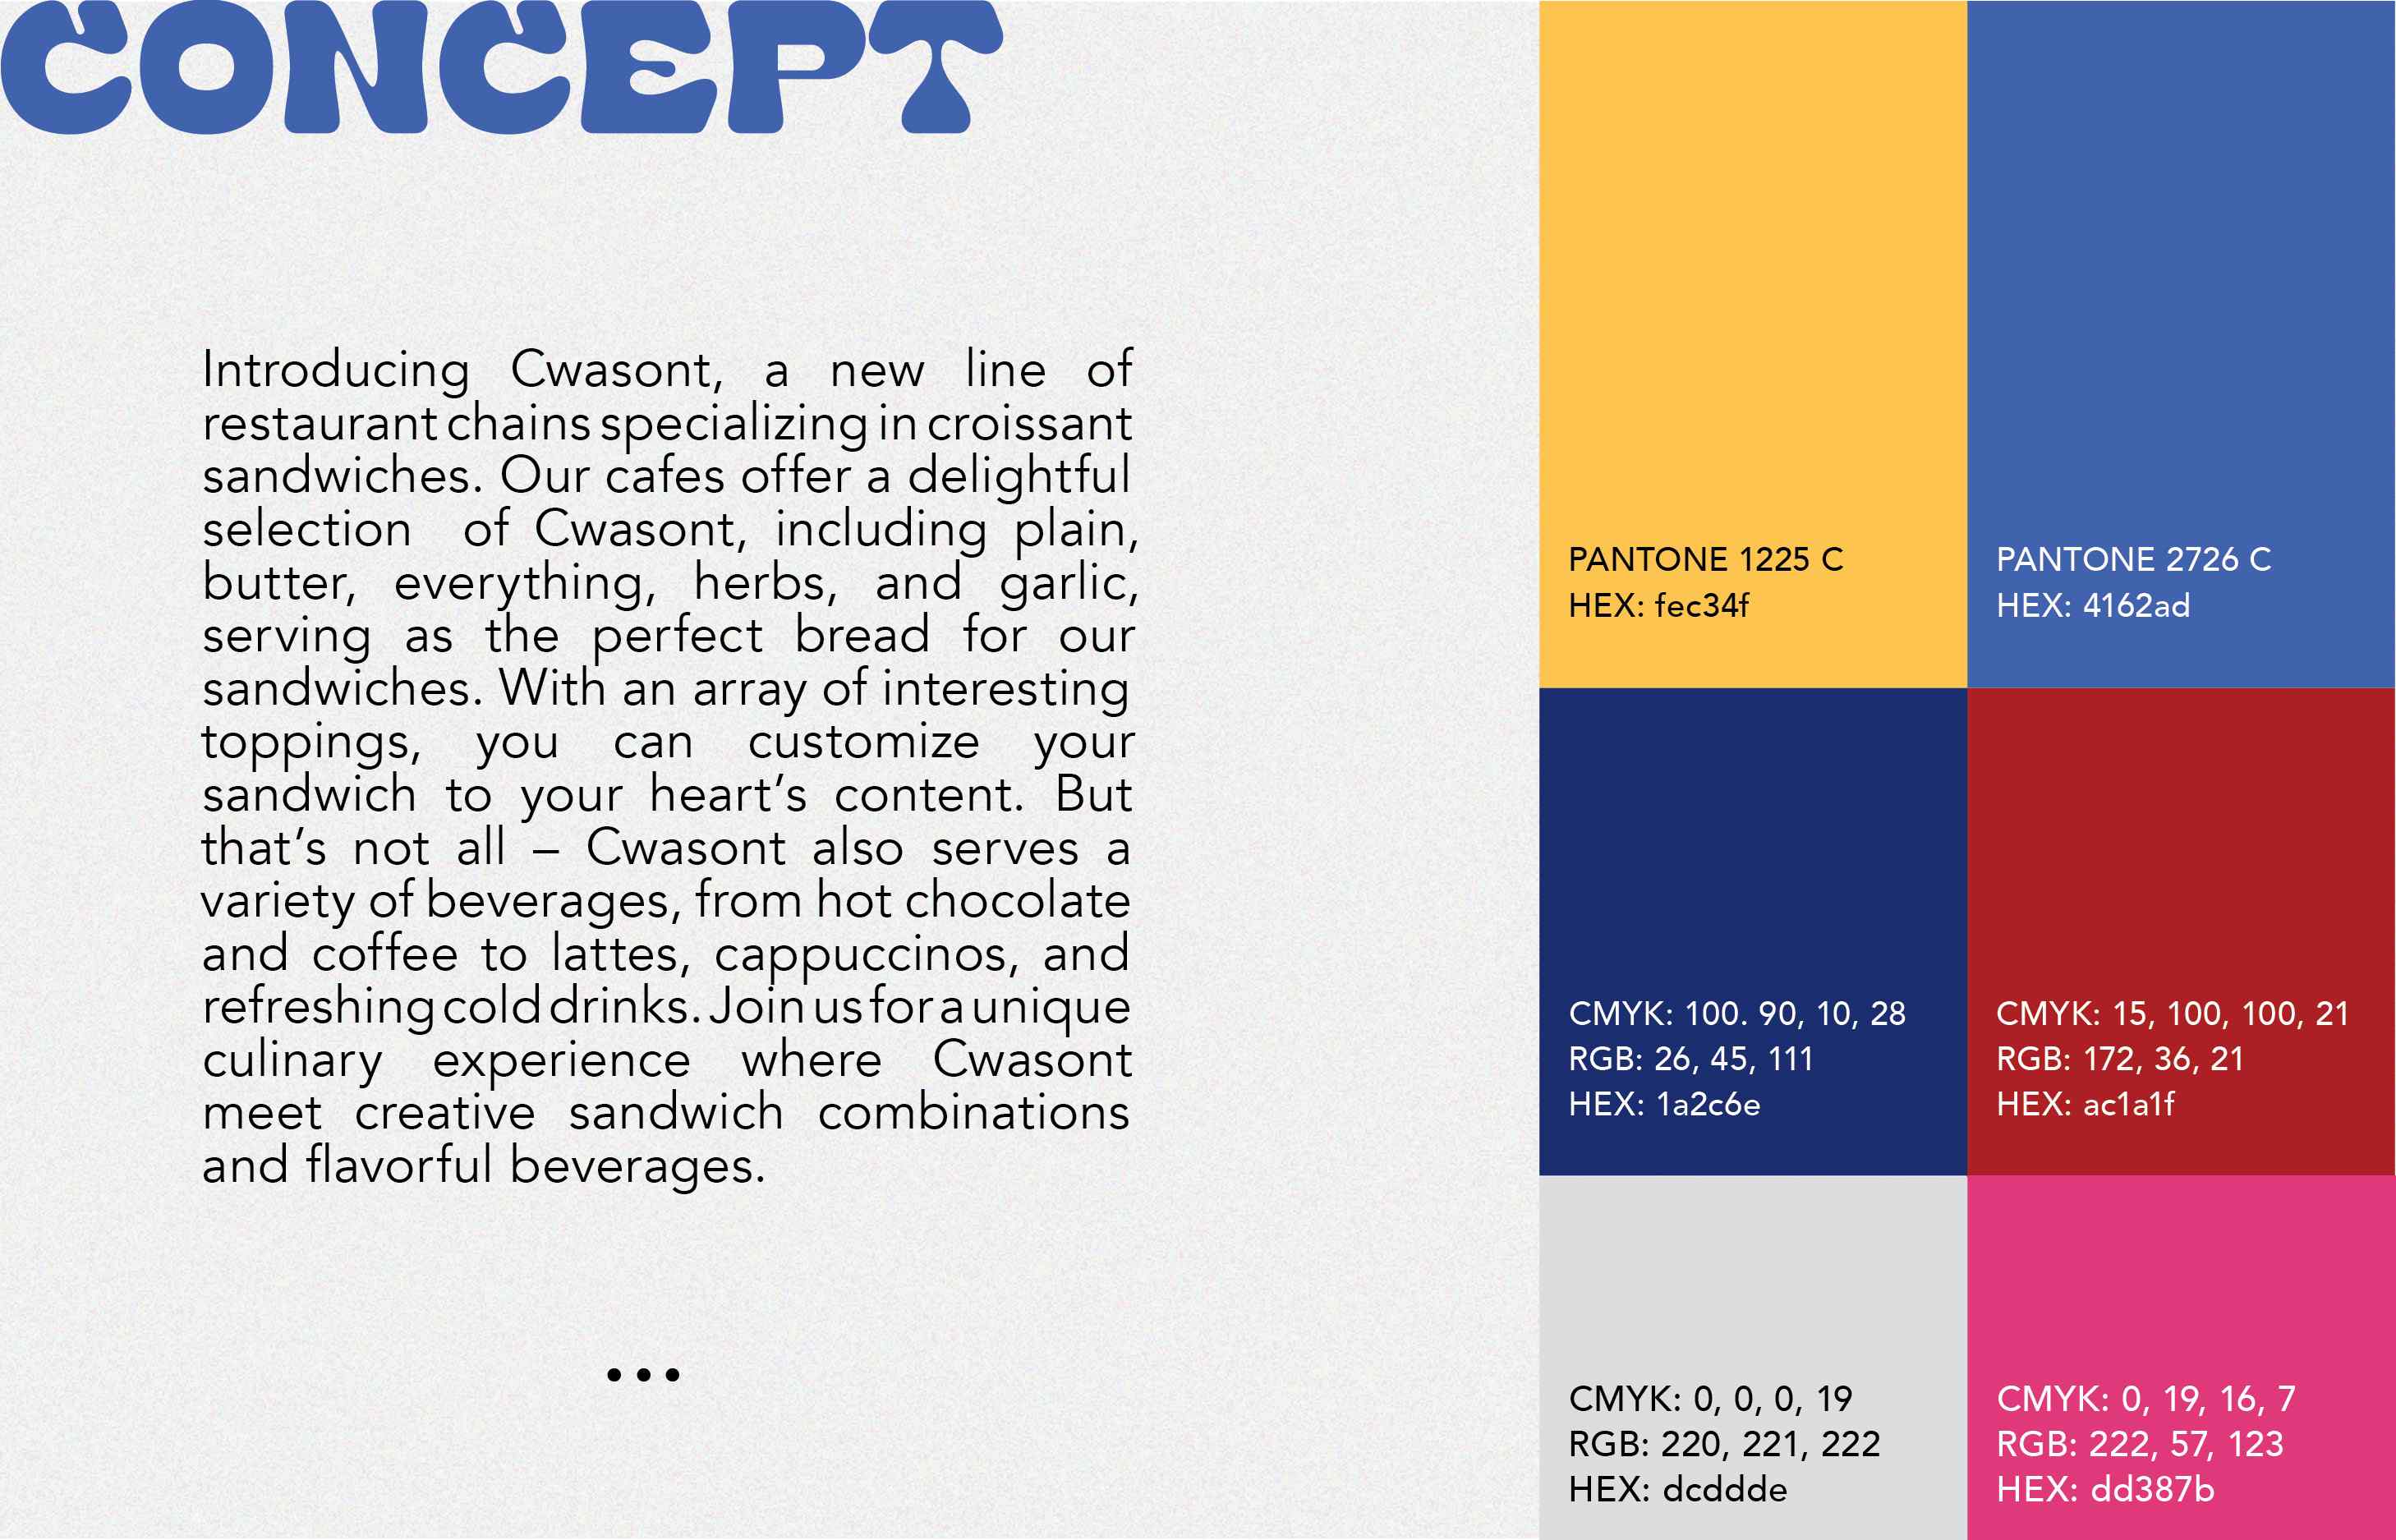 CONCEPT
Introducing Cwasont, a new line of
restaurant chains specializing in croissant
sandwiches. Our cafes offer a delightful
selection of Cwasont, including plain,
butter, everything, herbs, and garlic,
serving as the perfect bread for our
sandwiches. With an array of interesting
toppings, you can customize your
sandwich to your heart’s content. But
that’s not all – Cwasont also serves a
variety of beverages, from hot chocolate
and coffee to lattes, cappuccinos, and
refreshing cold drinks. Join us for a unique
culinary experience where Cwasont
meet creative sandwich combinations
and flavorful beverages.
...
PANTONE 1225 C
HEX: fec34f
PANTONE 2726 C
HEX: 4162ad
CMYK: 100. 90, 10, 28
RGB: 26, 45, 111
HEX: 1a2c6e
CMYK: 15, 100, 100, 21
RGB: 172, 36, 21
HEX: ac1a1f
CMYK: 0, 0, 0, 19
RGB: 220, 221, 222
HEX: dcddde
CMYK: 0, 19, 16, 7
RGB: 222, 57, 123
HEX: dd387b